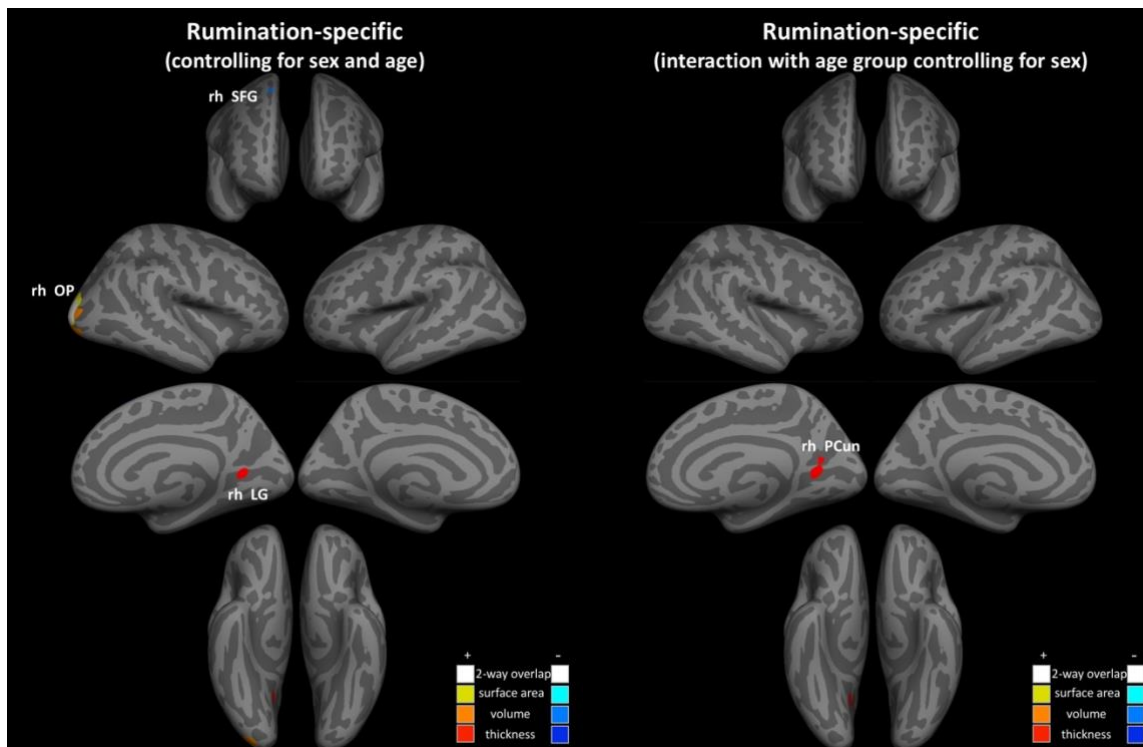 Rumination-specific
(controlling for sex and age)
rh SFG
rh OP
rh LG
+ -
2-way overlap
surface area
volume
thickness
Rumination-specific
(interaction with age group controlling for sex)
rh PCun
+ -
2-way overlap
surface area
volume
thickness